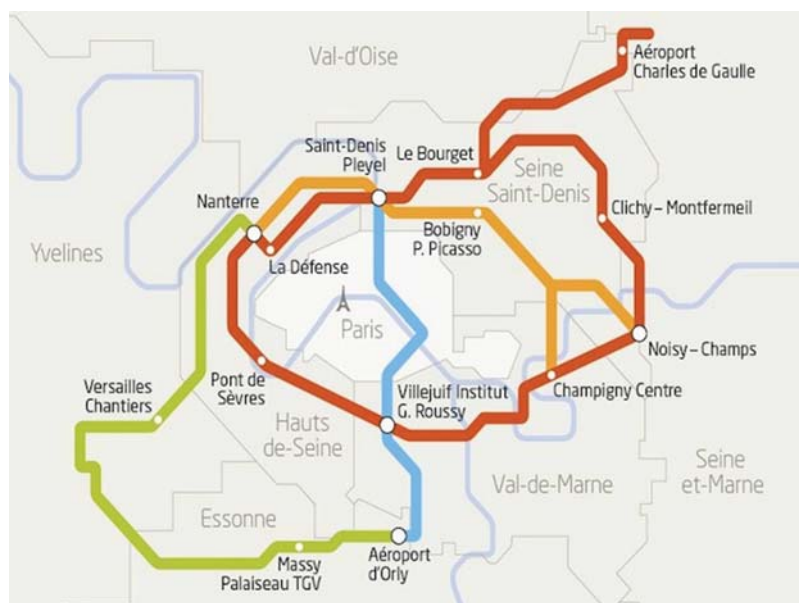 Val-d'Oise
Aéroport
Charles de Gaulle
Saint-Denis
Pleyel
Le Bourget
Seine
Saint-Denis
Nanterre
Clichy – Montfermeil
Bobigny
P. Picasso
Yvelines
La Défense
Paris
Noisy – Champs
Pont de
Sèvres
Versailles
Chantiers
Villejuif Institut
G. Roussy
Champigny Centre
Hauts
de-Seine
Val-de-Marne
Seine
et-Marne
Essonne
Massy
Palaiseau TGV
Aéroport
d'Orly